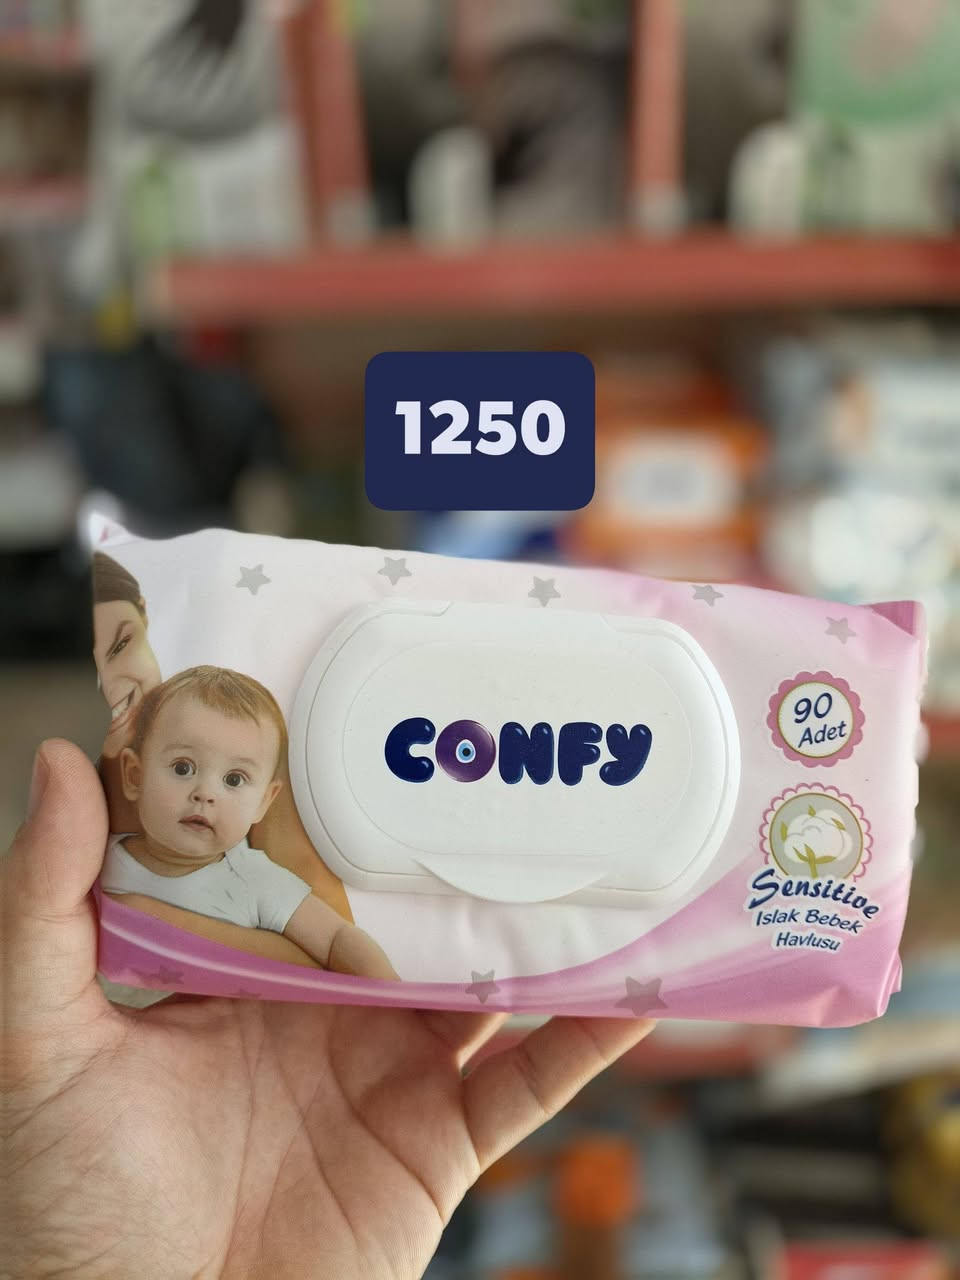 1250
CONFY
90
Adet
Sensitive
Islak Bebek
Havlusu